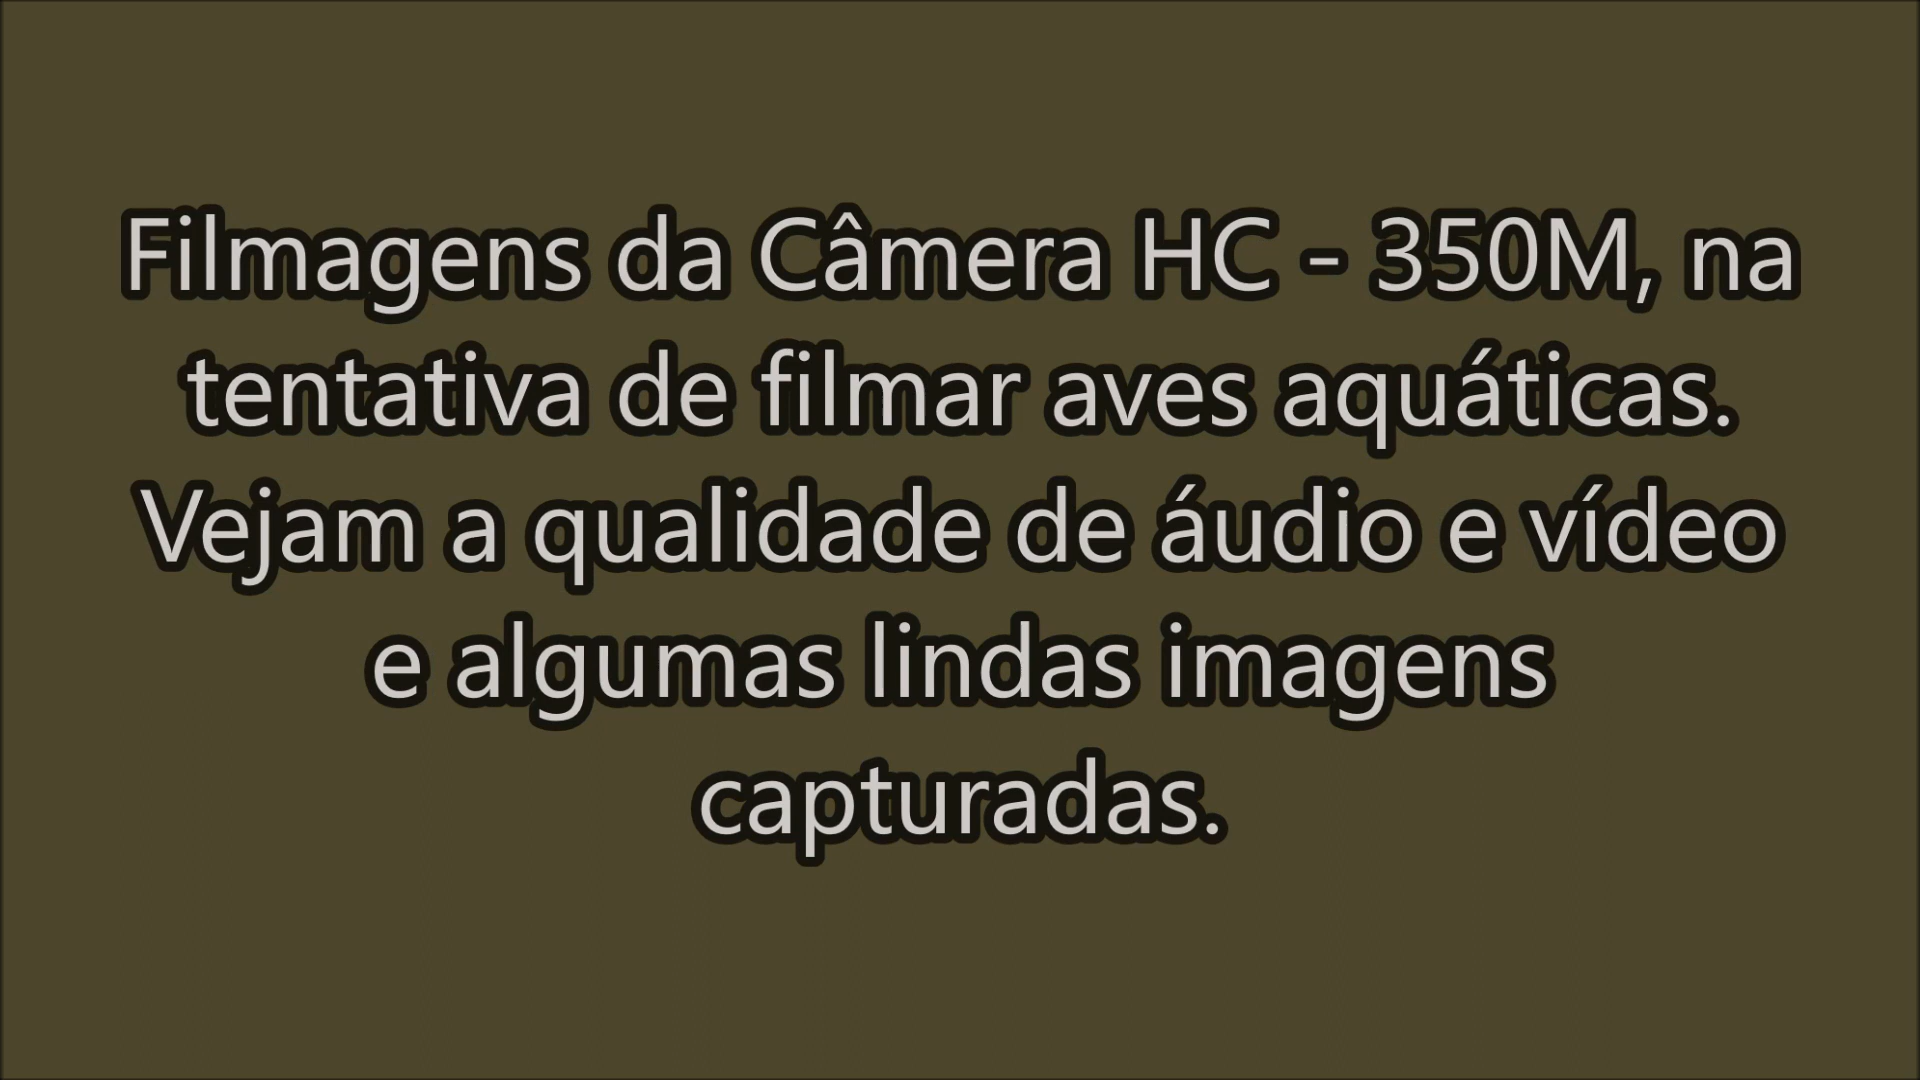 Filmagens da Câmera HC - 350M, na
tentativa de filmar aves aquáticas.
Vejam a qualidade de áudio e vídeo
e algumas lindas imagens
capturadas.